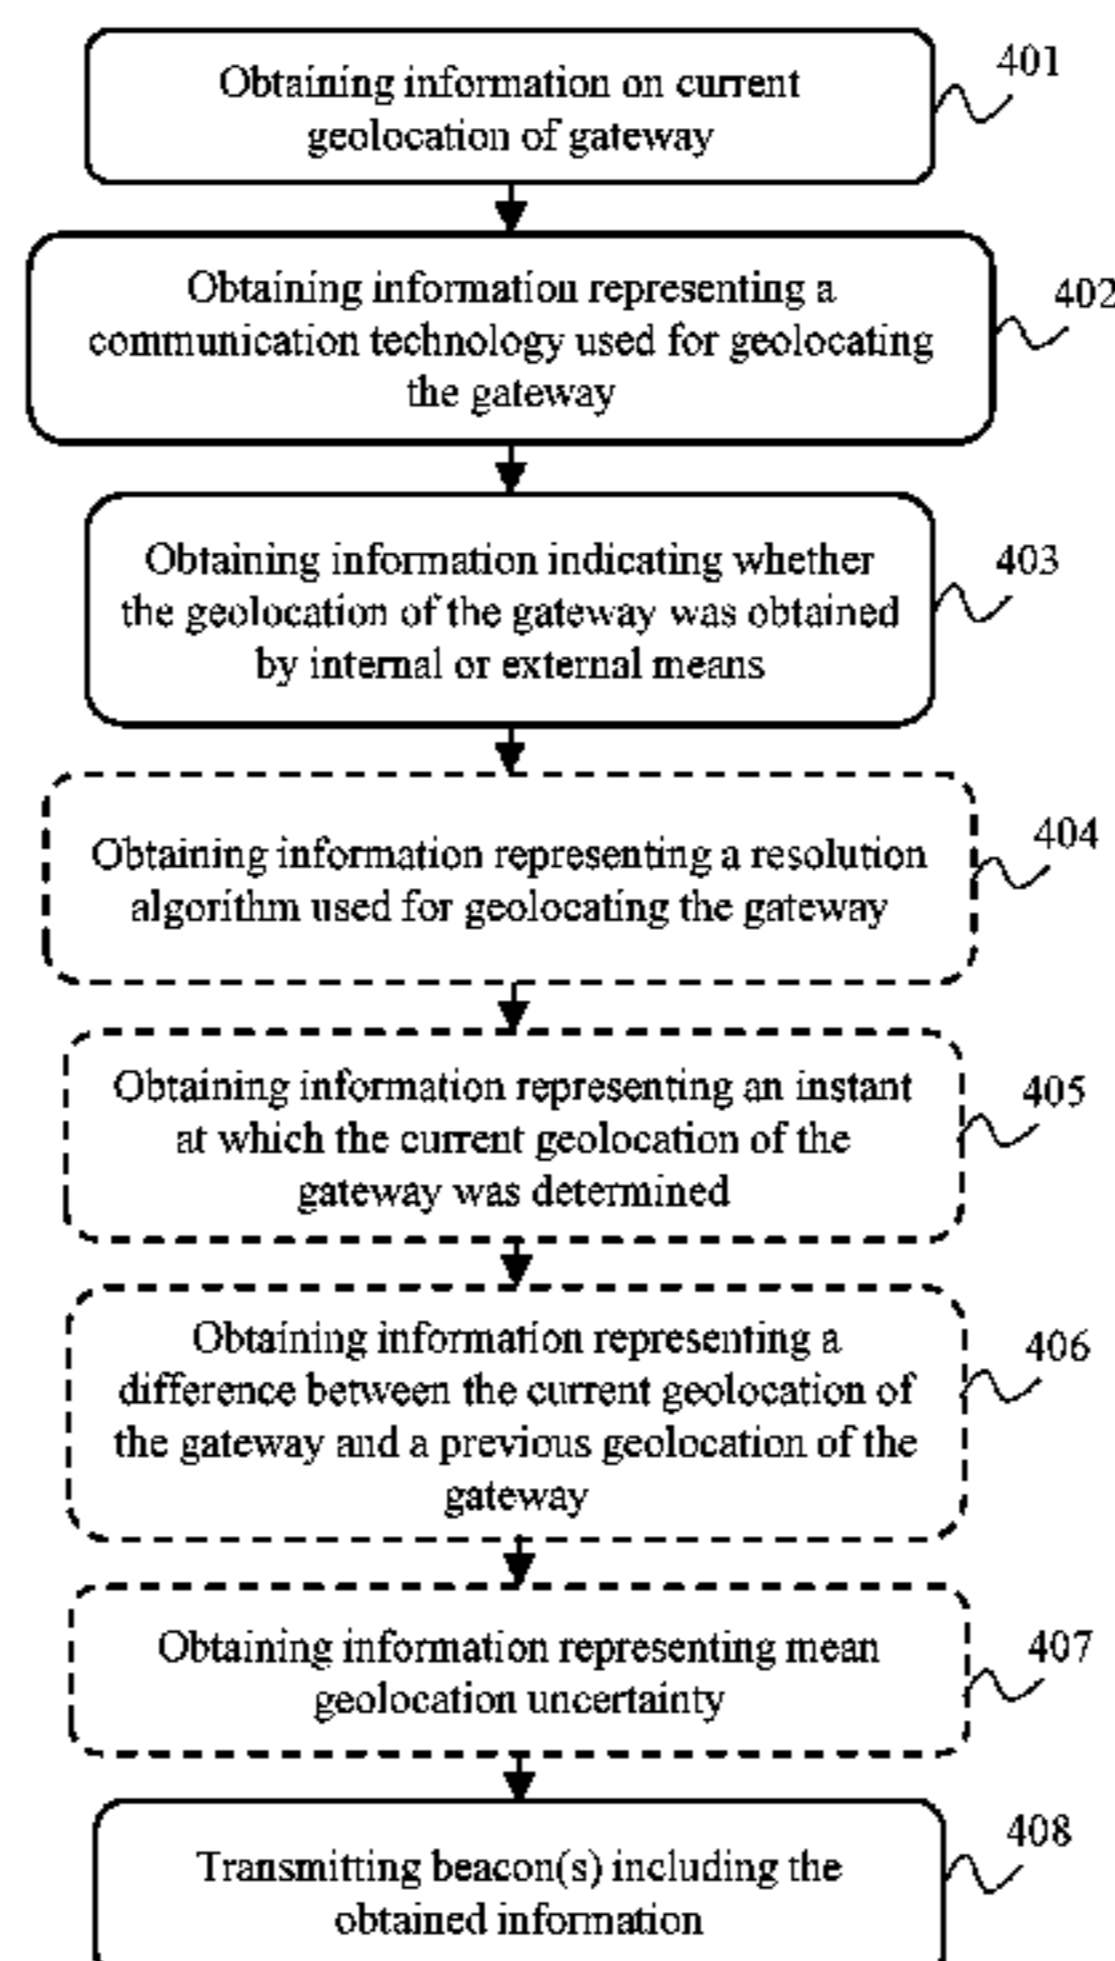 Obtaining information on current
geolocation of gateway
401
Obtaining information representing a
communication technology used for geolocating
the gateway
402
Obtaining information indicating whether
the geolocation of the gateway was obtained
by internal or external means
403
Obtaining information representing a resolution
algorithm used for geolocating the gateway
404
Obtaining information representing an instant
at which the current geolocation of the
gateway was determined
405
Obtaining information representing a
difference between the current geolocation of
the gateway and a previous geolocation of the
gateway
406
Obtaining information representing mean
geolocation uncertainty
407
Transmitting beacon(s) including the
obtained information
408